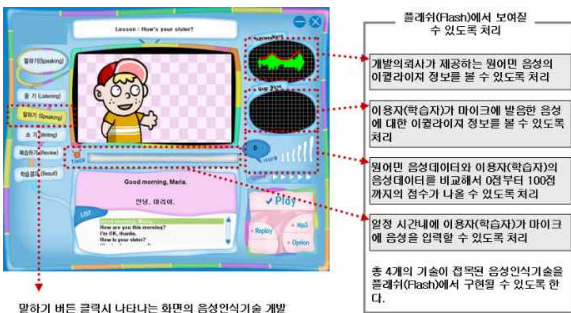 Lesson : How's your sister?
말하기(Speaking)
듣 기 (Listening)
말하기 (Speaking)
쓰 기 (Writing)
복습하기(Review)
학습결과 (Result)
Good morning, Maria.
안녕, 마리아.
LIST
Good morning, Maria.
How are you this morning?
I'm OK, thanks.
How is your sister?
Play
Replay
Mp3
Option
말하기 버튼 클릭시 나타나는 화면의 음성인식기술 개발
플래쉬(Flash)에서 보여질
수 있도록 처리
개발의뢰사가 제공하는 원어민 음성의
이퀄라이저 정보를 볼 수 있도록 처리
이용자(학습자)가 마이크에 발음한 음성
에 대한 이퀄라이저 정보를 볼 수 있도록
처리
원어민 음성데이타와 이용자(학습자)의
음성데이타를 비교해서 0점부터 100점
까지의 점수가 나올 수 있도록 처리
일정 시간내에 이용자(학습자)가 마이크
에 음성을 입력할 수 있도록 처리
총 4개의 기술이 접목된 음성인식기술을
플래쉬(Flash)에서 구현될 수 있도록 한
다.